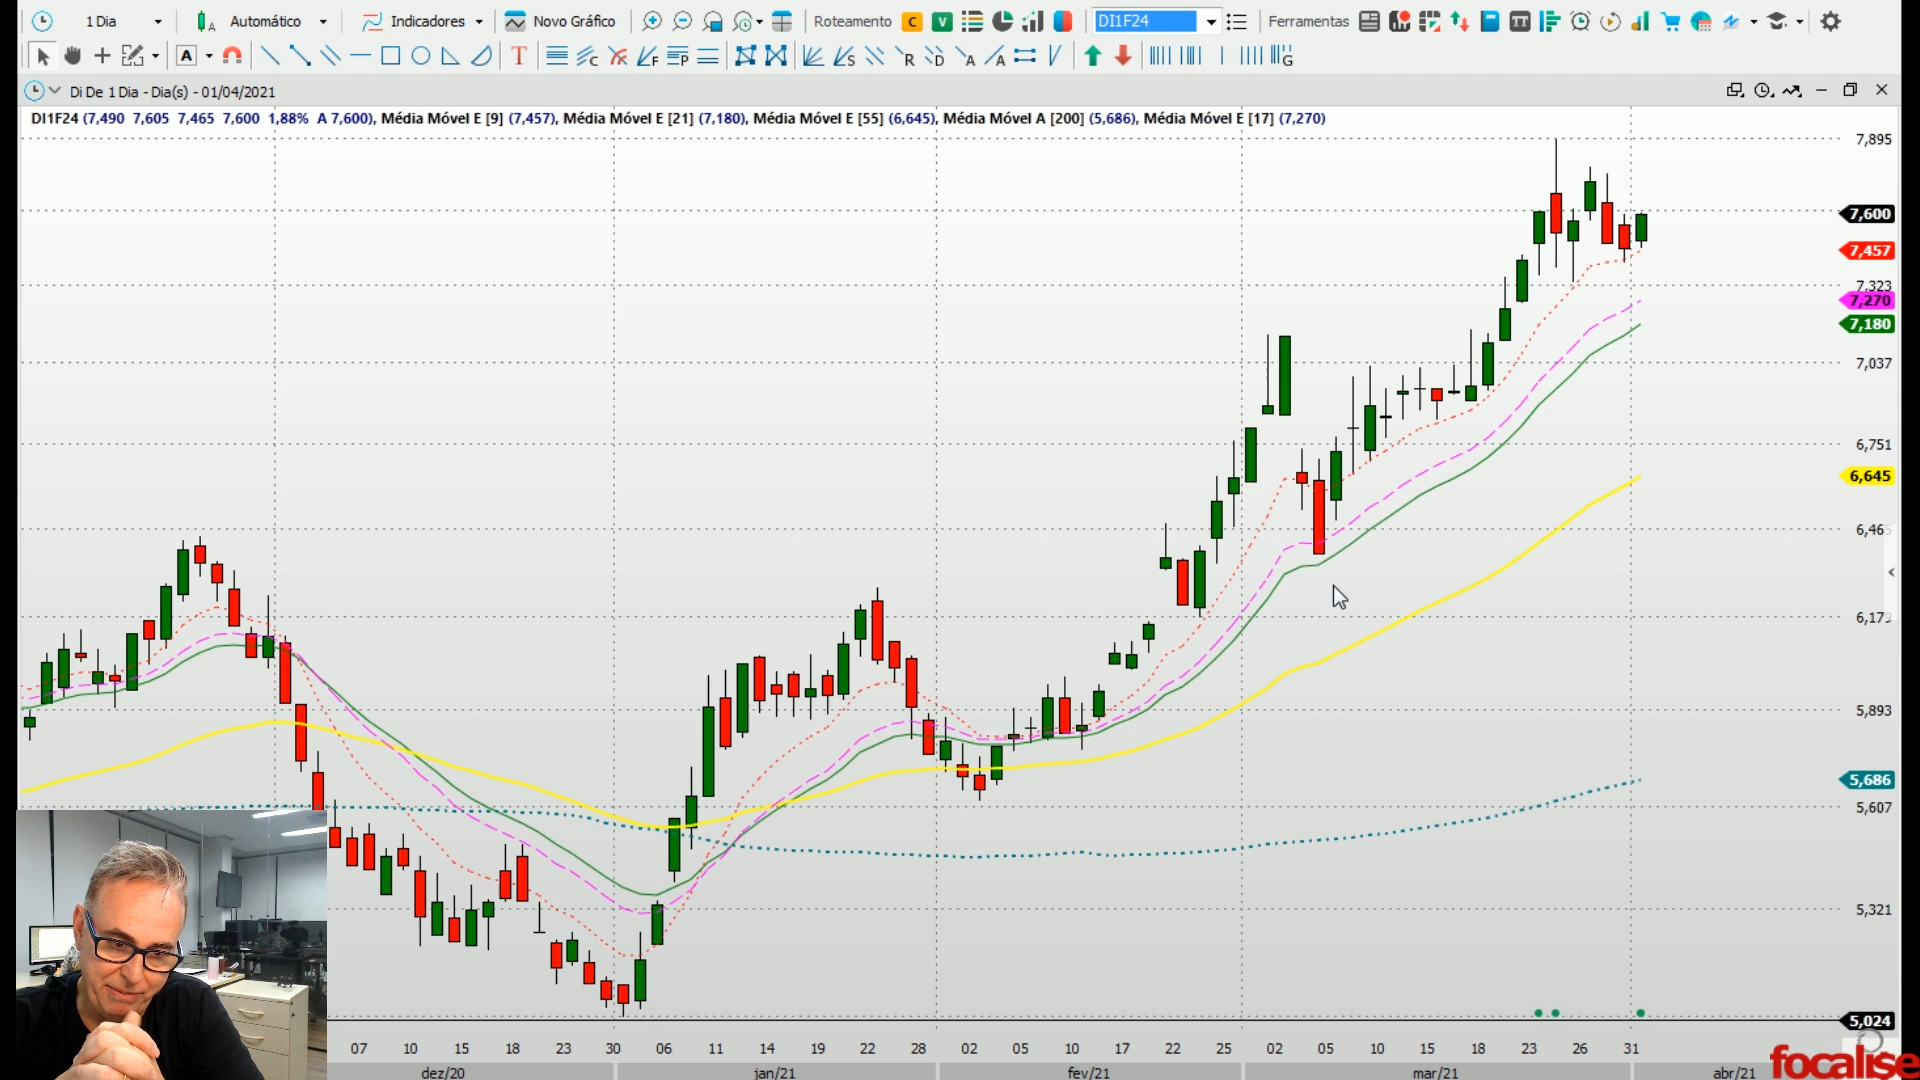 1 Dia Automático Indicadores Novo Gráfico Roteamento C V DI1F24 Ferramentas
A T C F P F S R D A A G
Di De 1 Dia - Dia(s) - 01/04/2021
DI1F24 (7,490 7,605 7,465 7,600 1,88% A 7,600), Média Móvel E [9] (7,457), Média Móvel E [21] (7,180), Média Móvel E [55] (6,645), Média Móvel A [200] (5,686), Média Móvel E [17] (7,270)
7,895
7,600
7,457
7,323
7,270
7,180
7,037
6,751
6,645
6,46
6,17
5,893
5,686
5,607
5,321
5,024
07 10 15 18 23 30 06 11 14 19 22 28 02 05 10 17 22 25 02 05 10 15 18 23 26 31
dez/20 jan/21 fev/21 mar/21 abr/21
focalise